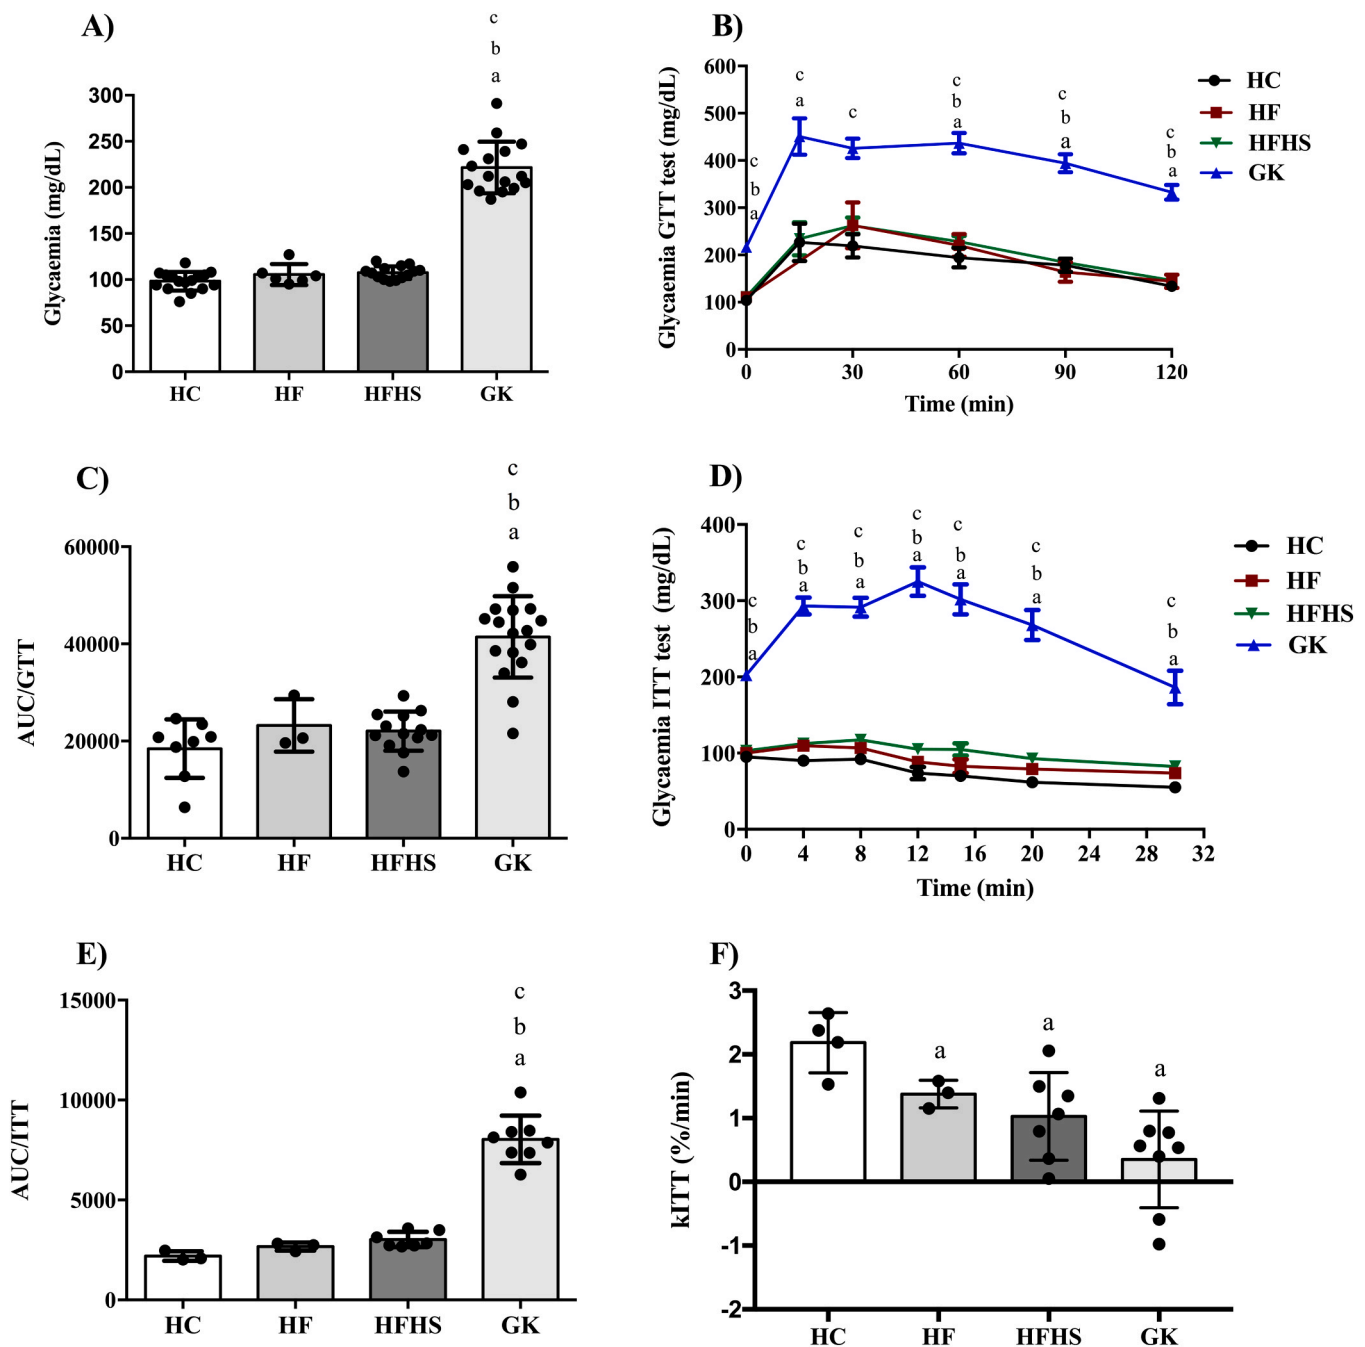 A)
c
b
a
Glycaemia (mg/dL)
300
250
200
150
100
50
0
HC
HF
HFHS
GK
B)
Glycaemia GTT test (mg/dL)
600
500
400
300
200
100
0
c
b
a
c
a
c
c
b
a
c
b
a
c
b
a
0
30
60
90
120
Time (min)
HC
HF
HFHS
GK
C)
c
b
a
AUC/GTT
60000
40000
20000
0
HC
HF
HFHS
GK
D)
Glycaemia ITT test (mg/dL)
400
300
200
100
0
c
b
a
c
b
a
c
b
a
c
b
a
c
b
a
c
b
a
c
b
a
0
4
8
12
16
20
24
28
32
Time (min)
HC
HF
HFHS
GK
E)
c
b
a
AUC/ITT
15000
10000
5000
0
HC
HF
HFHS
GK
F)
kITT (%/min)
3
2
1
0
-1
-2
a
a
a
HC
HF
HFHS
GK